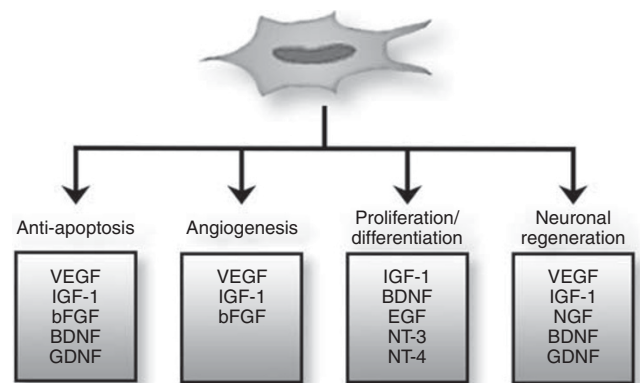 Anti-apoptosis
VEGF
IGF-1
bFGF
BDNF
GDNF
Angiogenesis
VEGF
IGF-1
bFGF
Proliferation/
differentiation
IGF-1
BDNF
EGF
NT-3
NT-4
Neuronal
regeneration
VEGF
IGF-1
NGF
BDNF
GDNF